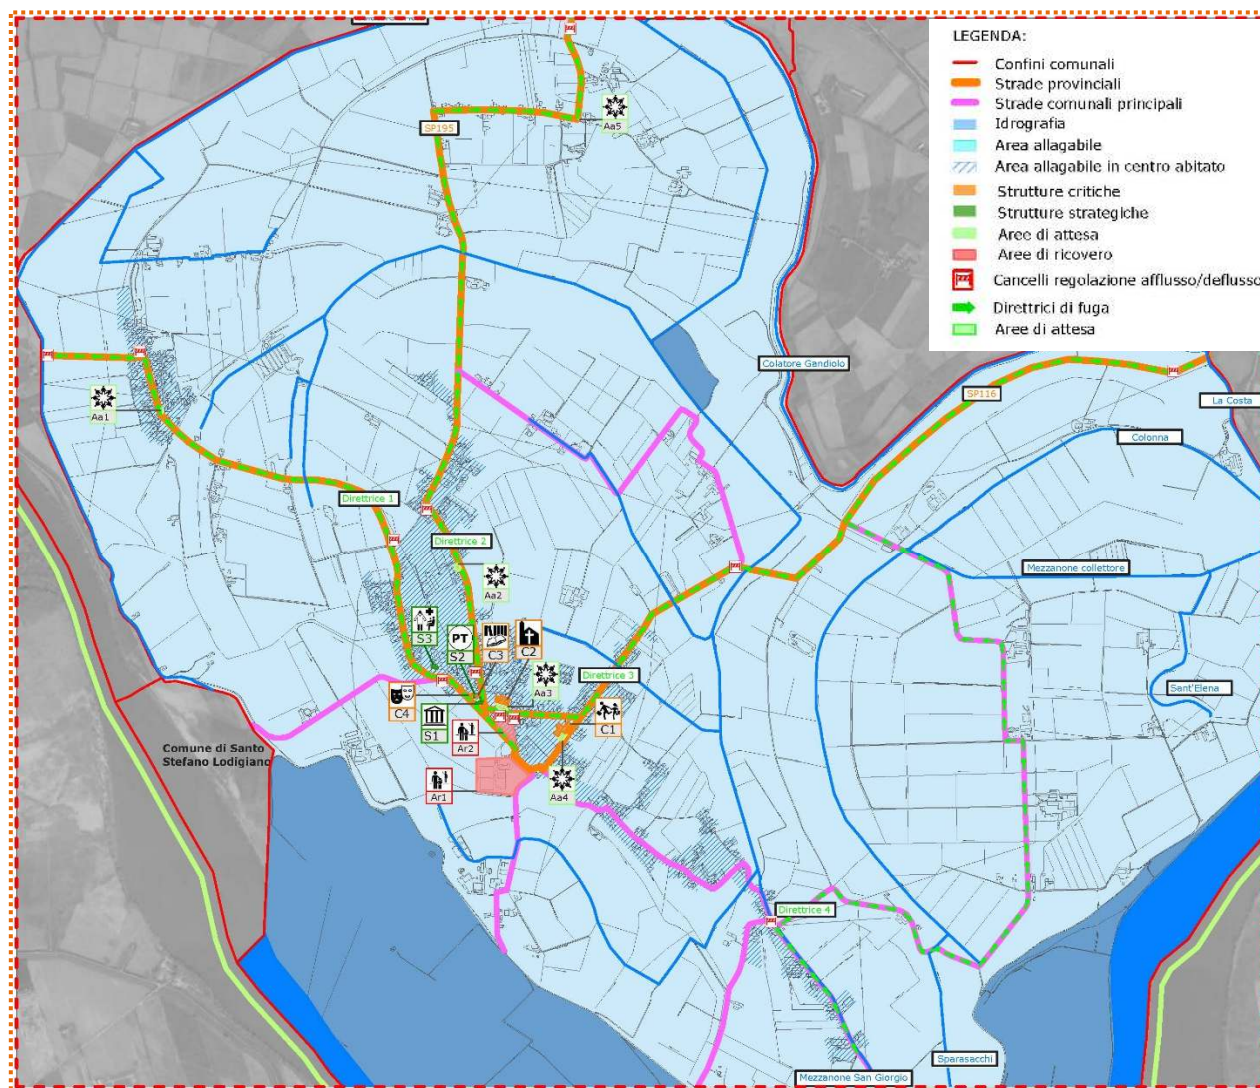 LEGENDA:
Confini comunali
Strade provinciali
Strade comunali principali
Idrografia
Area allagabile
Area allagabile in centro abitato
Strutture critiche
Strutture strategiche
Aree di attesa
Aree di ricovero
Cancelli regolazione afflusso/deflusso
Direttrici di fuga
Aree di attesa
SP195
Aa5
Colatore Gandiolo
SP116
La Costa
Colonna
Aa1
Direttrice 1
Direttrice 2
Mezzanone collettore
Aa2
S3
PT
S2
C3
C2
Aa3
Direttrice 3
Sant'Elena
C4
S1
Ar2
C1
Comune di Santo
Stefano Lodigiano
Ar1
Aa4
Direttrice 4
Sparasacchi
Mezzanone San Giorgio